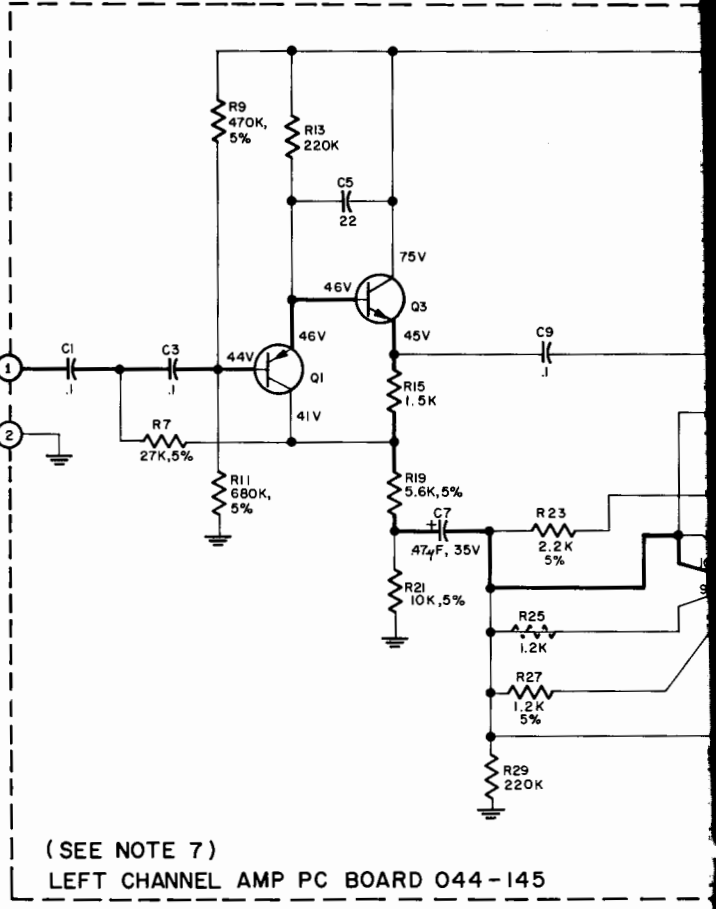 R9
470K,
5%
R13
220K
C5
22
75V
46V
Q3
46V
45V
C9
.1
1
C1
.1
C3
.1
44V
Q1
R15
1.5K
41V
2
R7
27K,5%
R19
5.6K,5%
R11
680K,
5%
C7
+
.47µF, 35V
R23
2.2K
5%
R21
10K,5%
R25
1.2K
9
R27
1.2K
5%
R29
220K
(SEE NOTE 7)
LEFT CHANNEL AMP PC BOARD 044-145